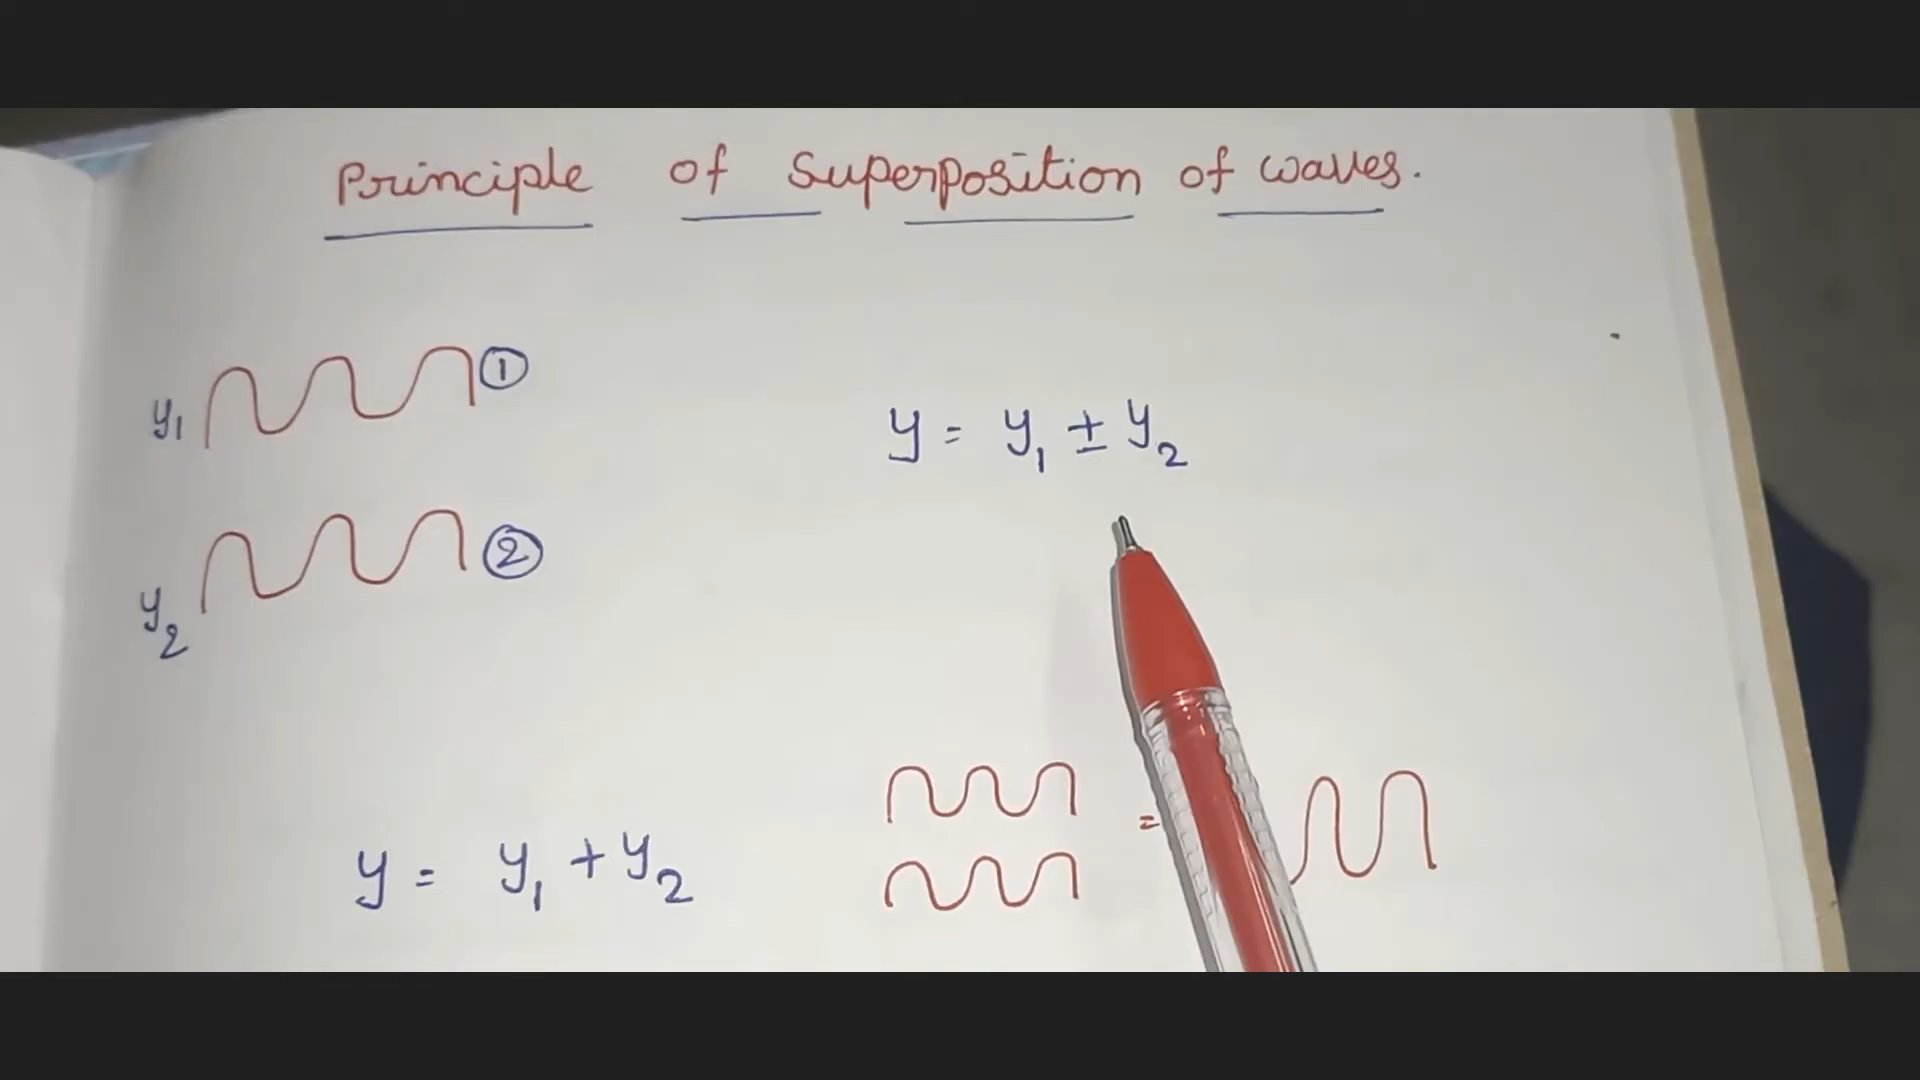 Principle of Superposition of waves.
y1 ①
y = y1 ± y2
y2 ②
y = y1 + y2
=